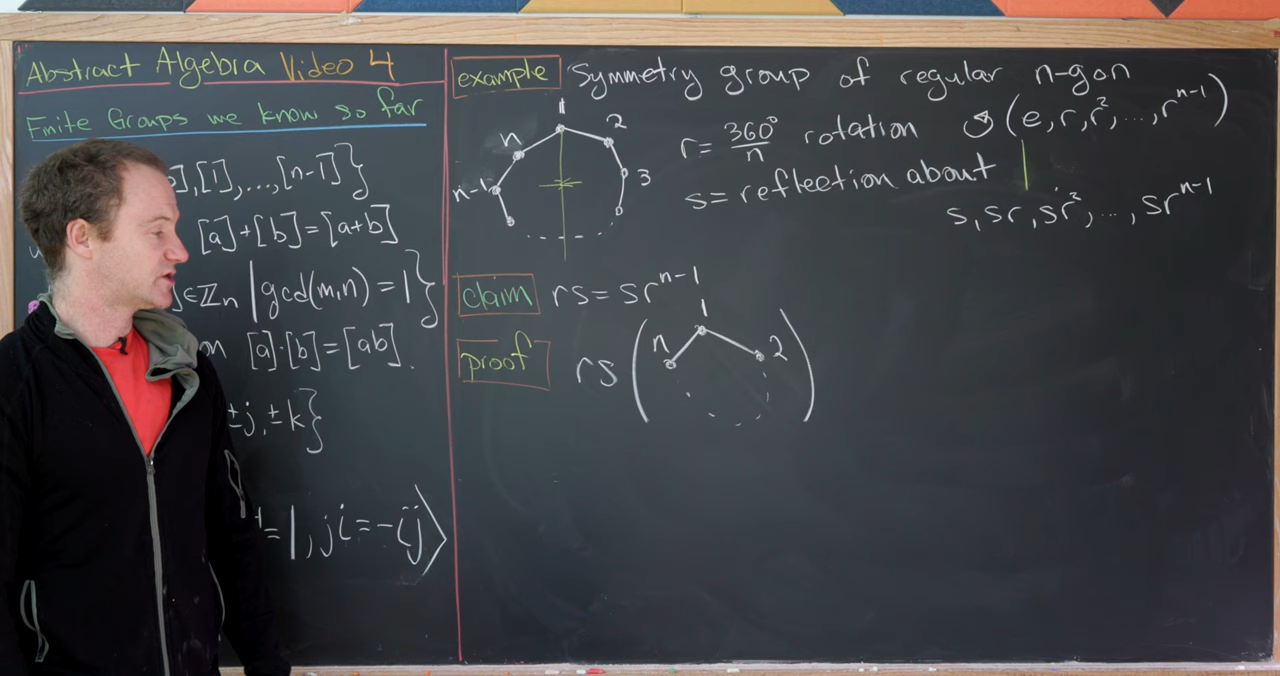 Abstract Algebra Video 4
Finite Groups we know so far
],[1],...,[n-1]}
[a]+[b]=[a+b]
∈ℤn | gcd(m,n)=1}
on [a]·[b]=[ab].
±j,±k}
=1, ji=-ij⟩
example Symmetry group of regular n-gon
1
2
3
n
n-1
r = 360°/n rotation ↺ (e,r,r²,...,rⁿ⁻¹)
s = reflection about |
s, sr, sr², ..., srⁿ⁻¹
claim rs = srⁿ⁻¹
proof rs ( n 1 2 )